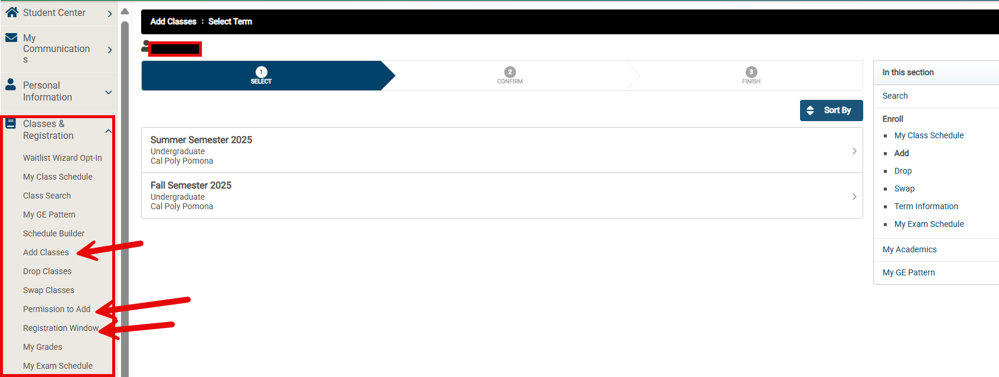 Student Center
My
Communication
s
Personal
Information
Classes &
Registration
Waitlist Wizard Opt-In
My Class Schedule
Class Search
My GE Pattern
Schedule Builder
Add Classes
Drop Classes
Swap Classes
Permission to Add
Registration Window
My Grades
My Exam Schedule
Add Classes : Select Term
1
SELECT
2
CONFIRM
3
FINISH
Sort By
Summer Semester 2025
Undergraduate
Cal Poly Pomona
Fall Semester 2025
Undergraduate
Cal Poly Pomona
In this section
Search
Enroll
My Class Schedule
Add
Drop
Swap
Term Information
My Exam Schedule
My Academics
My GE Pattern